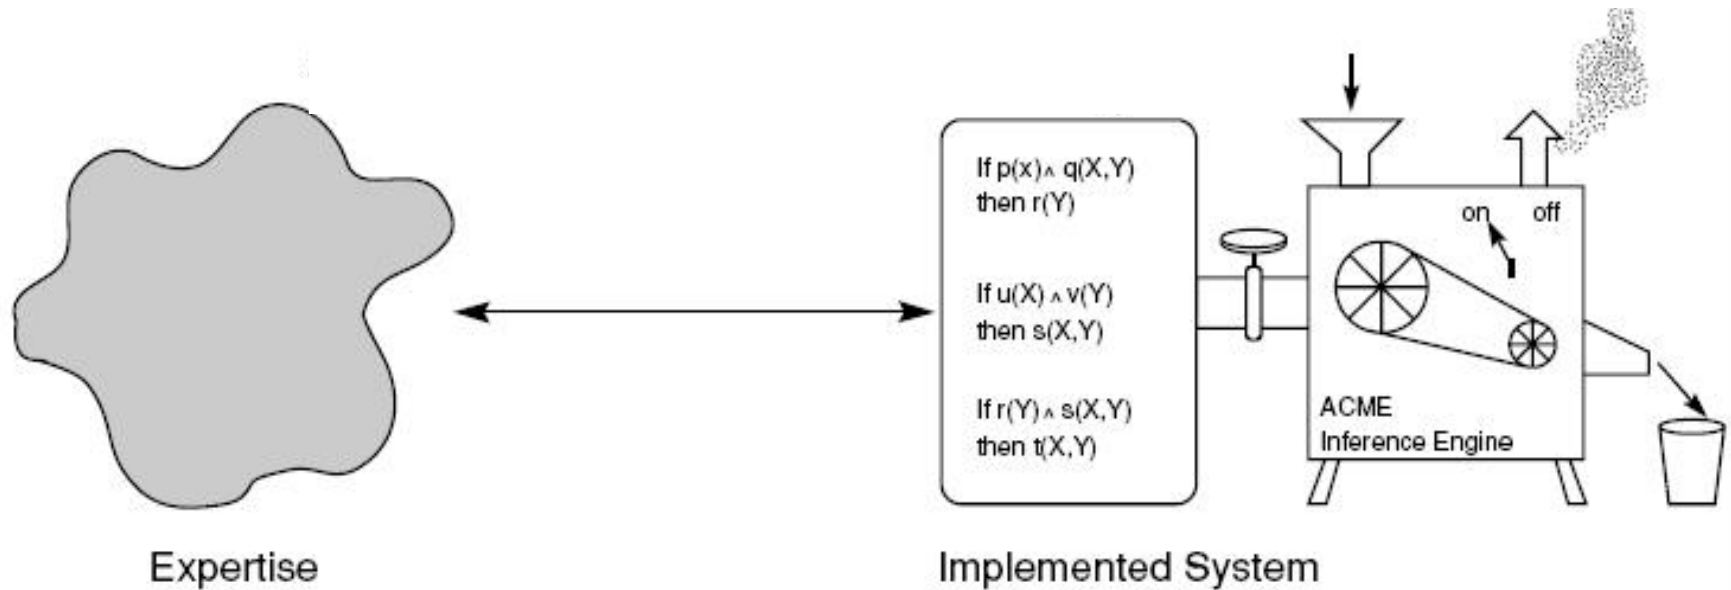 If p(x) ∧ q(X,Y)
then r(Y)
If u(X) ∧ v(Y)
then s(X,Y)
If r(Y) ∧ s(X,Y)
then t(X,Y)
on off
ACME
Inference Engine
Expertise
Implemented System